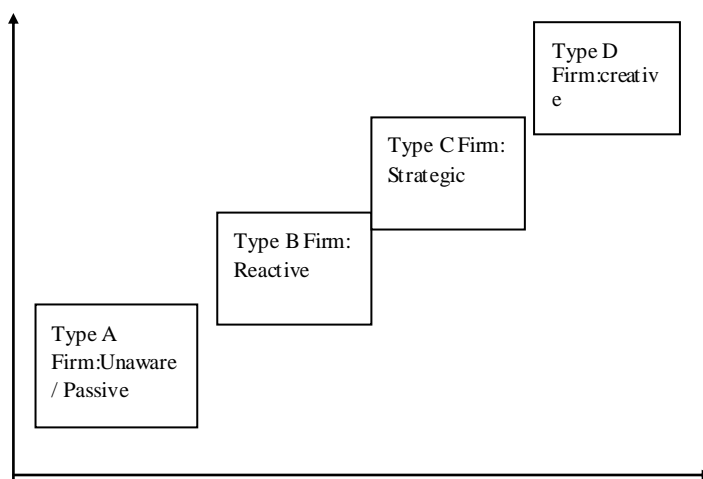 Type D
Firm:creativ
e
Type C Firm:
Strategic
Type B Firm:
Reactive
Type A
Firm:Unaware
/ Passive